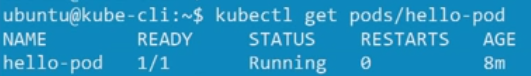 ubuntu@kube-cli:~$ kubectl get pods/hello-pod
NAME READY STATUS RESTARTS AGE
hello-pod 1/1 Running 0 8m